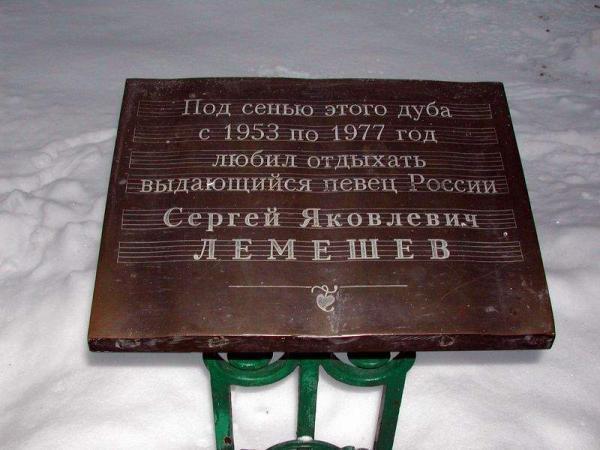 Под сенью этого дуба
с 1953 по 1977 год
любил отдыхать
выдающийся певец России
Сергей Яковлевич
ЛЕМЕШЕВ